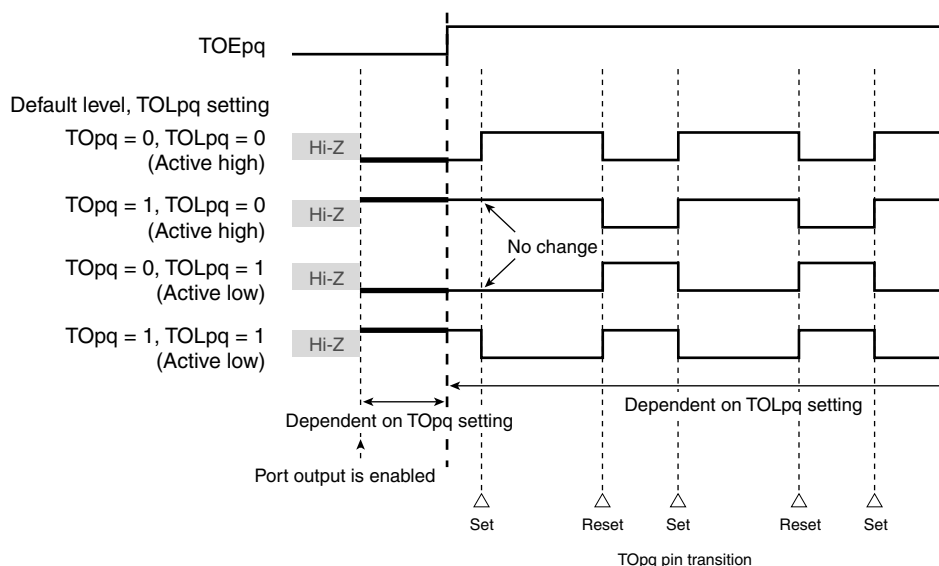 TOEpq
Default level, TOLpq setting
TOpq = 0, TOLpq = 0
(Active high)
Hi-Z
TOpq = 1, TOLpq = 0
(Active high)
Hi-Z
No change
TOpq = 0, TOLpq = 1
(Active low)
Hi-Z
TOpq = 1, TOLpq = 1
(Active low)
Hi-Z
Dependent on TOpq setting
Dependent on TOLpq setting
Port output is enabled
Set
Reset
Set
Reset
Set
TOpq pin transition